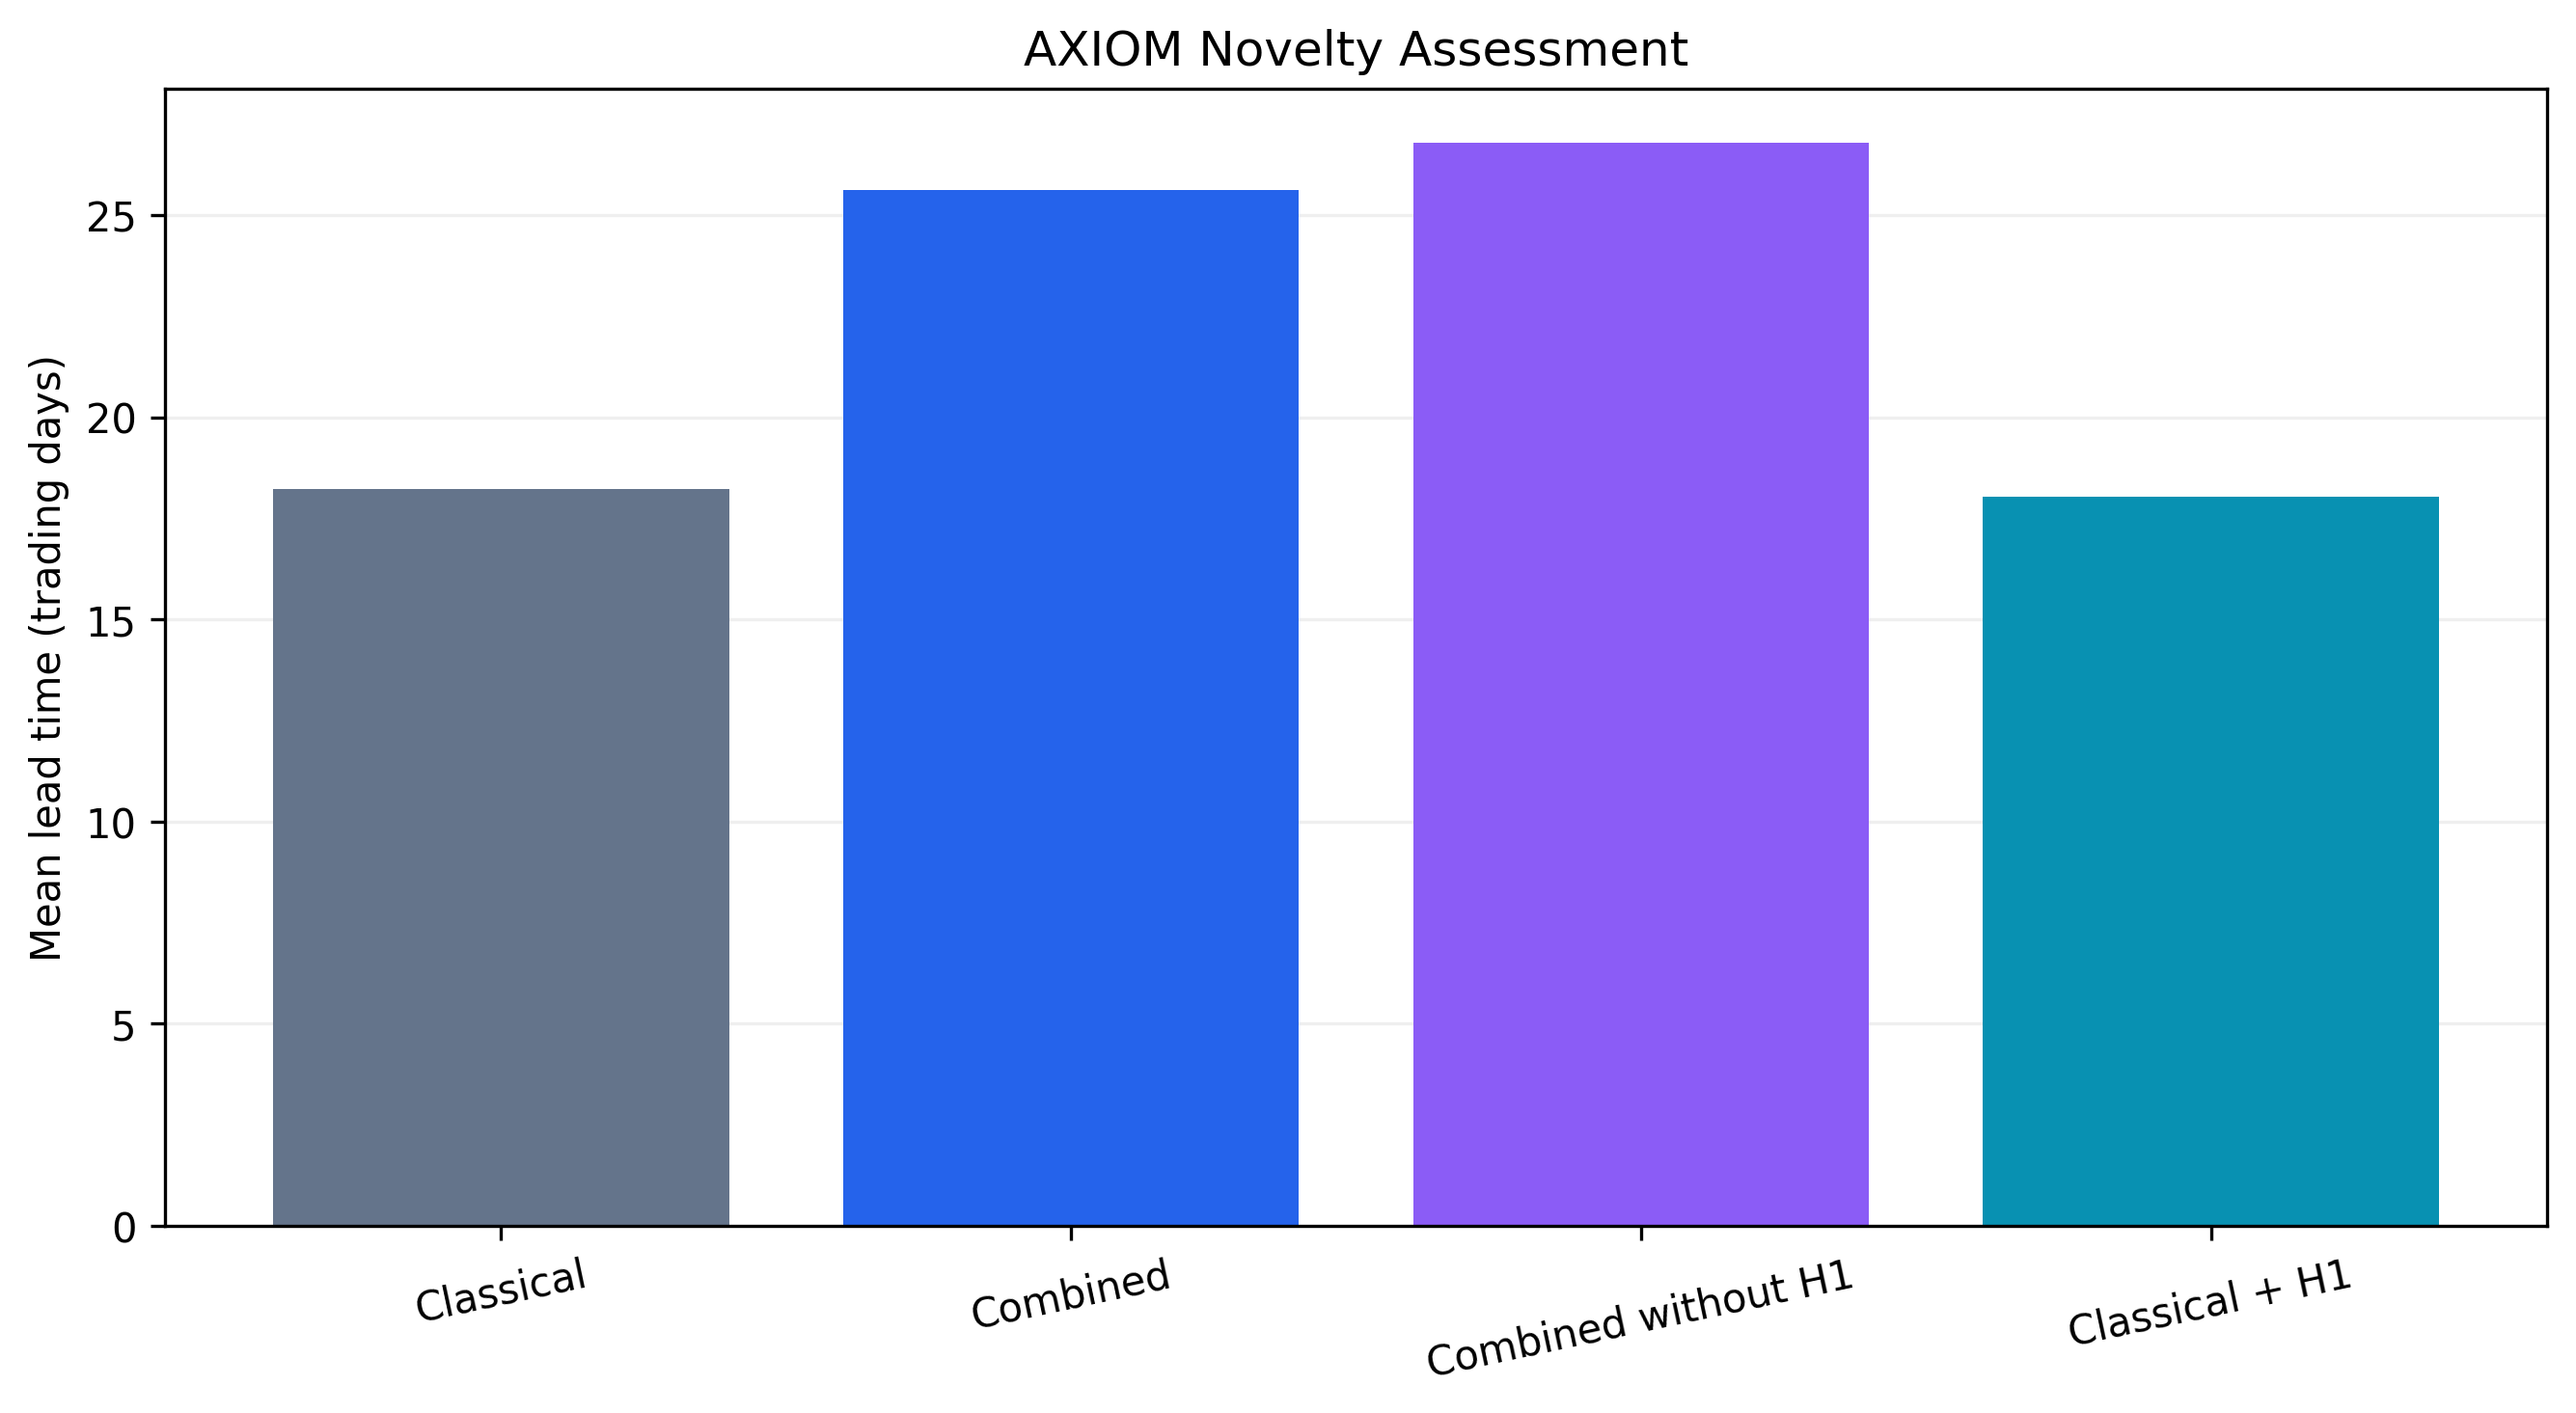 AXIOM Novelty Assessment
Mean lead time (trading days)
25
20
15
10
5
0
Classical
Combined
Combined without H1
Classical + H1